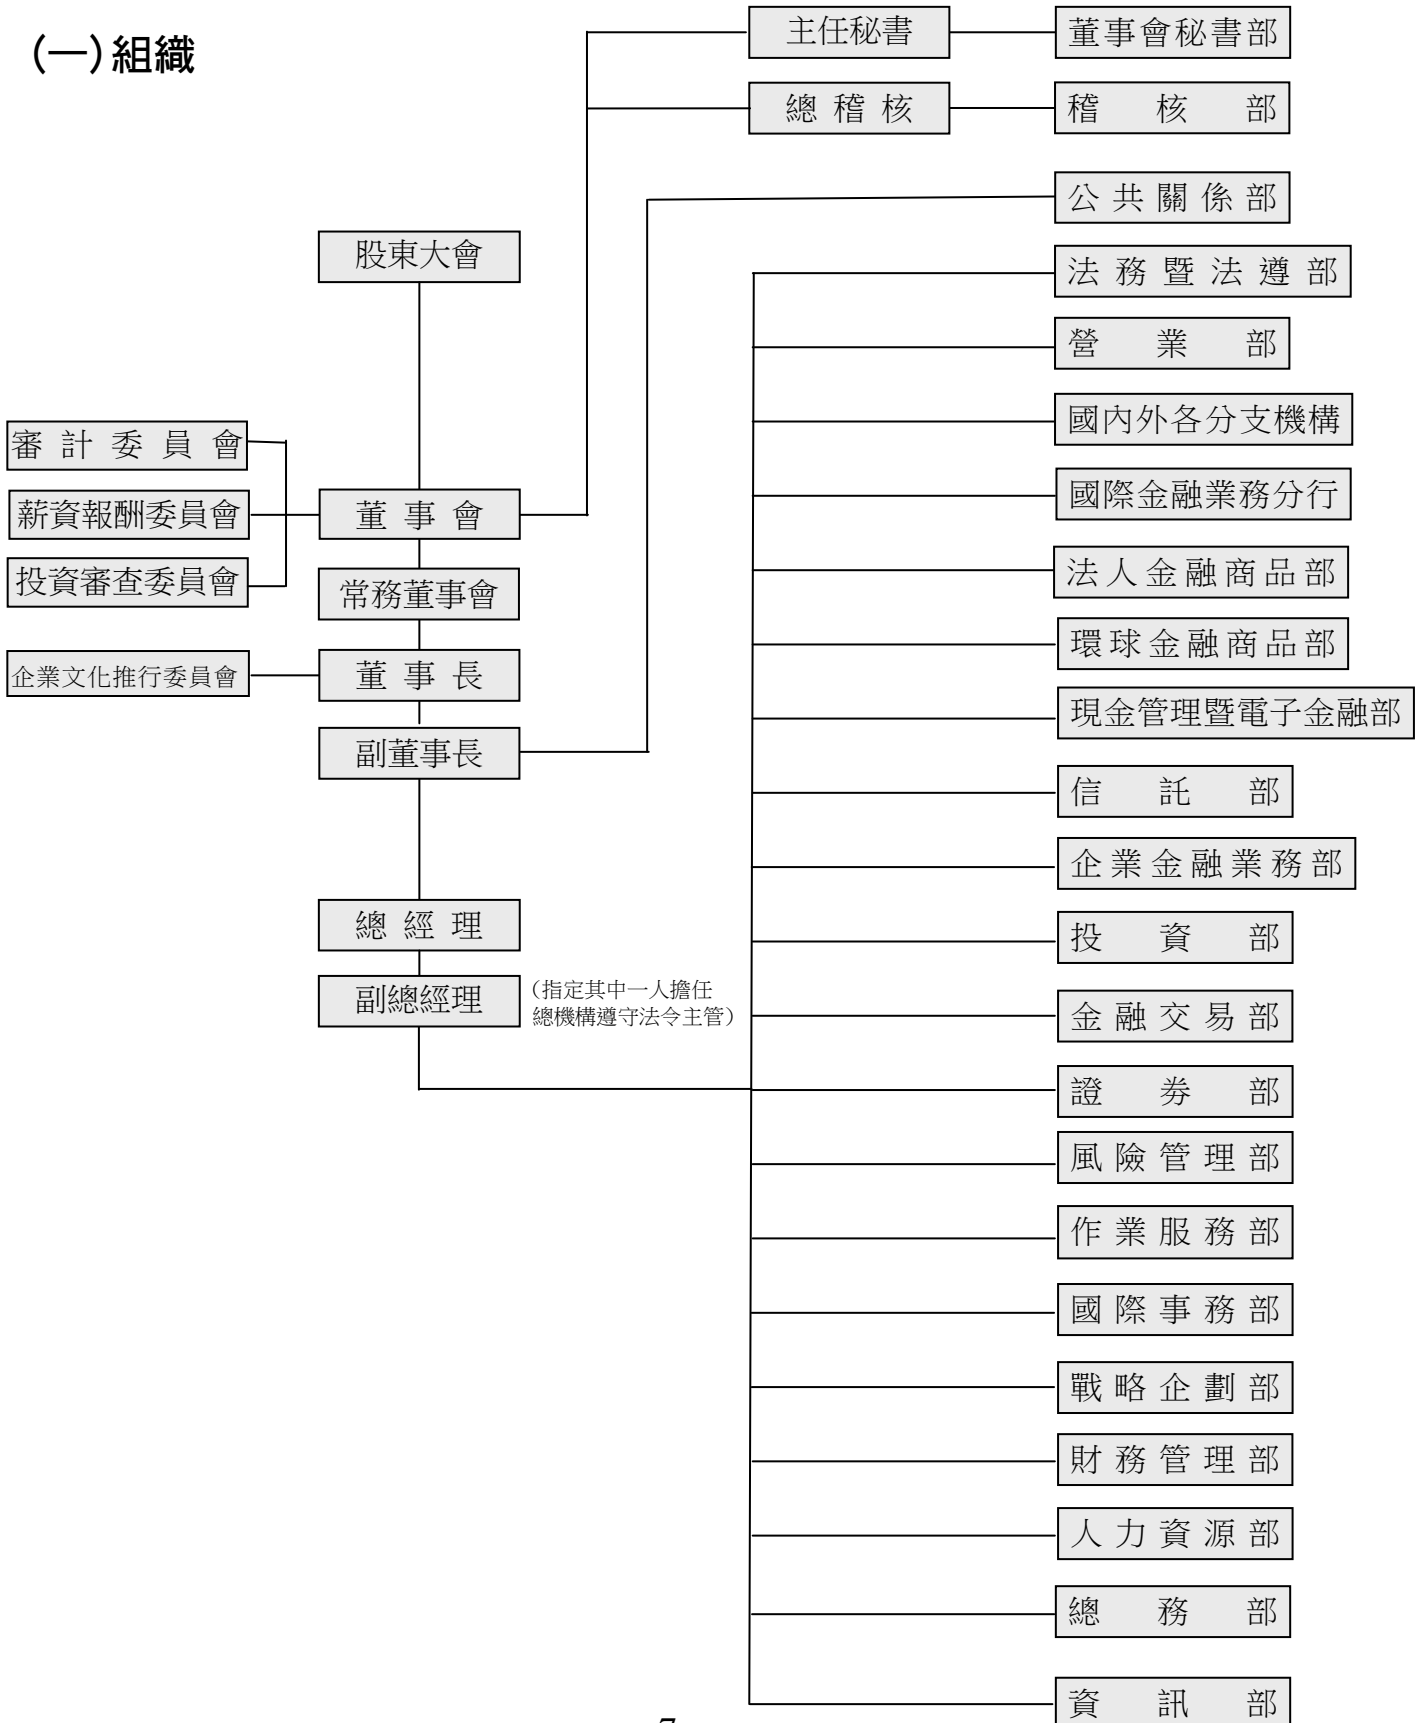 (一)組織
主任秘書
董事會秘書部
總稽核
稽核部
公共關係部
股東大會
法務暨法遵部
營業部
國內外各分支機構
審計委員會
國際金融業務分行
薪資報酬委員會
董事會
投資審查委員會
常務董事會
法人金融商品部
環球金融商品部
企業文化推行委員會
董事長
現金管理暨電子金融部
副董事長
信託部
企業金融業務部
總經理
投資部
副總經理
(指定其中一人擔任
總機構遵守法令主管)
金融交易部
證券部
風險管理部
作業服務部
國際事務部
戰略企劃部
財務管理部
人力資源部
總務部
資訊部